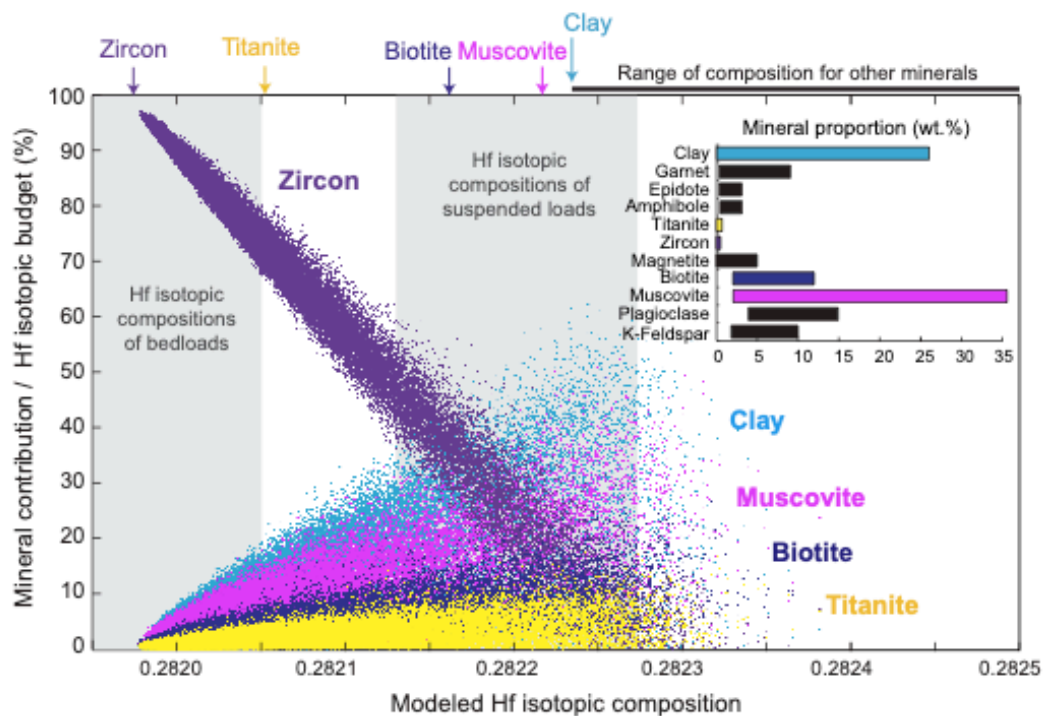 Clay
Zircon Titanite Biotite Muscovite
Range of composition for other minerals
100
90
80
70
60
50
40
30
20
10
0
Mineral contribution / Hf isotopic budget (%)
Zircon
Hf isotopic
compositions of
suspended loads
Hf isotopic
compositions
of bedloads
Mineral proportion (wt.%)
Clay
Garnet
Epidote
Amphibole
Titanite
Zircon
Magnetite
Biotite
Muscovite
Plagioclase
K-Feldspar
0 5 10 15 20 25 30 35
Clay
Muscovite
Biotite
Titanite
0.2820 0.2821 0.2822 0.2823 0.2824 0.2825
Modeled Hf isotopic composition